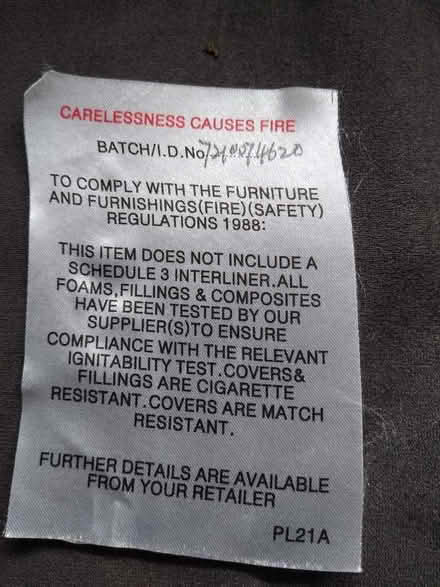 CARELESSNESS CAUSES FIRE
BATCH/I.D.No
TO COMPLY WITH THE FURNITURE
AND FURNISHINGS(FIRE)(SAFETY)
REGULATIONS 1988:
THIS ITEM DOES NOT INCLUDE A
SCHEDULE 3 INTERLINER.ALL
FOAMS,FILLINGS & COMPOSITES
HAVE BEEN TESTED BY OUR
SUPPLIER(S)TO ENSURE
COMPLIANCE WITH THE RELEVANT
IGNITABILITY TEST.COVERS&
FILLINGS ARE CIGARETTE
RESISTANT.COVERS ARE MATCH
RESISTANT.
FURTHER DETAILS ARE AVAILABLE
FROM YOUR RETAILER
PL21A